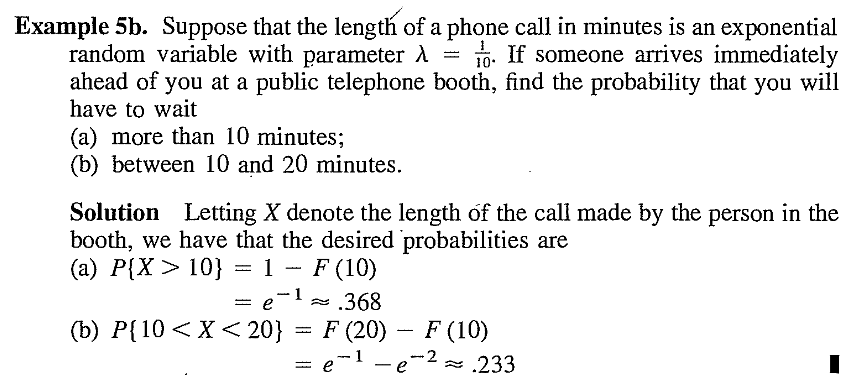 Example 5b. Suppose that the length of a phone call in minutes is an exponential
random variable with parameter λ = 1/10. If someone arrives immediately
ahead of you at a public telephone booth, find the probability that you will
have to wait
(a) more than 10 minutes;
(b) between 10 and 20 minutes.
Solution Letting X denote the length of the call made by the person in the
booth, we have that the desired probabilities are
(a) P{X > 10} = 1 − F (10)
= e⁻¹ ≈ .368
(b) P{10 < X < 20} = F (20) − F (10)
= e⁻¹ − e⁻² ≈ .233